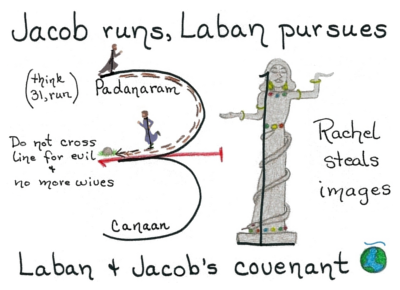 Jacob runs, Laban pursues
(think
31, run)
Padanaram
Do not cross
line for evil
+
no more wives
Canaan
Rachel
steals
images
Laban + Jacob's covenant